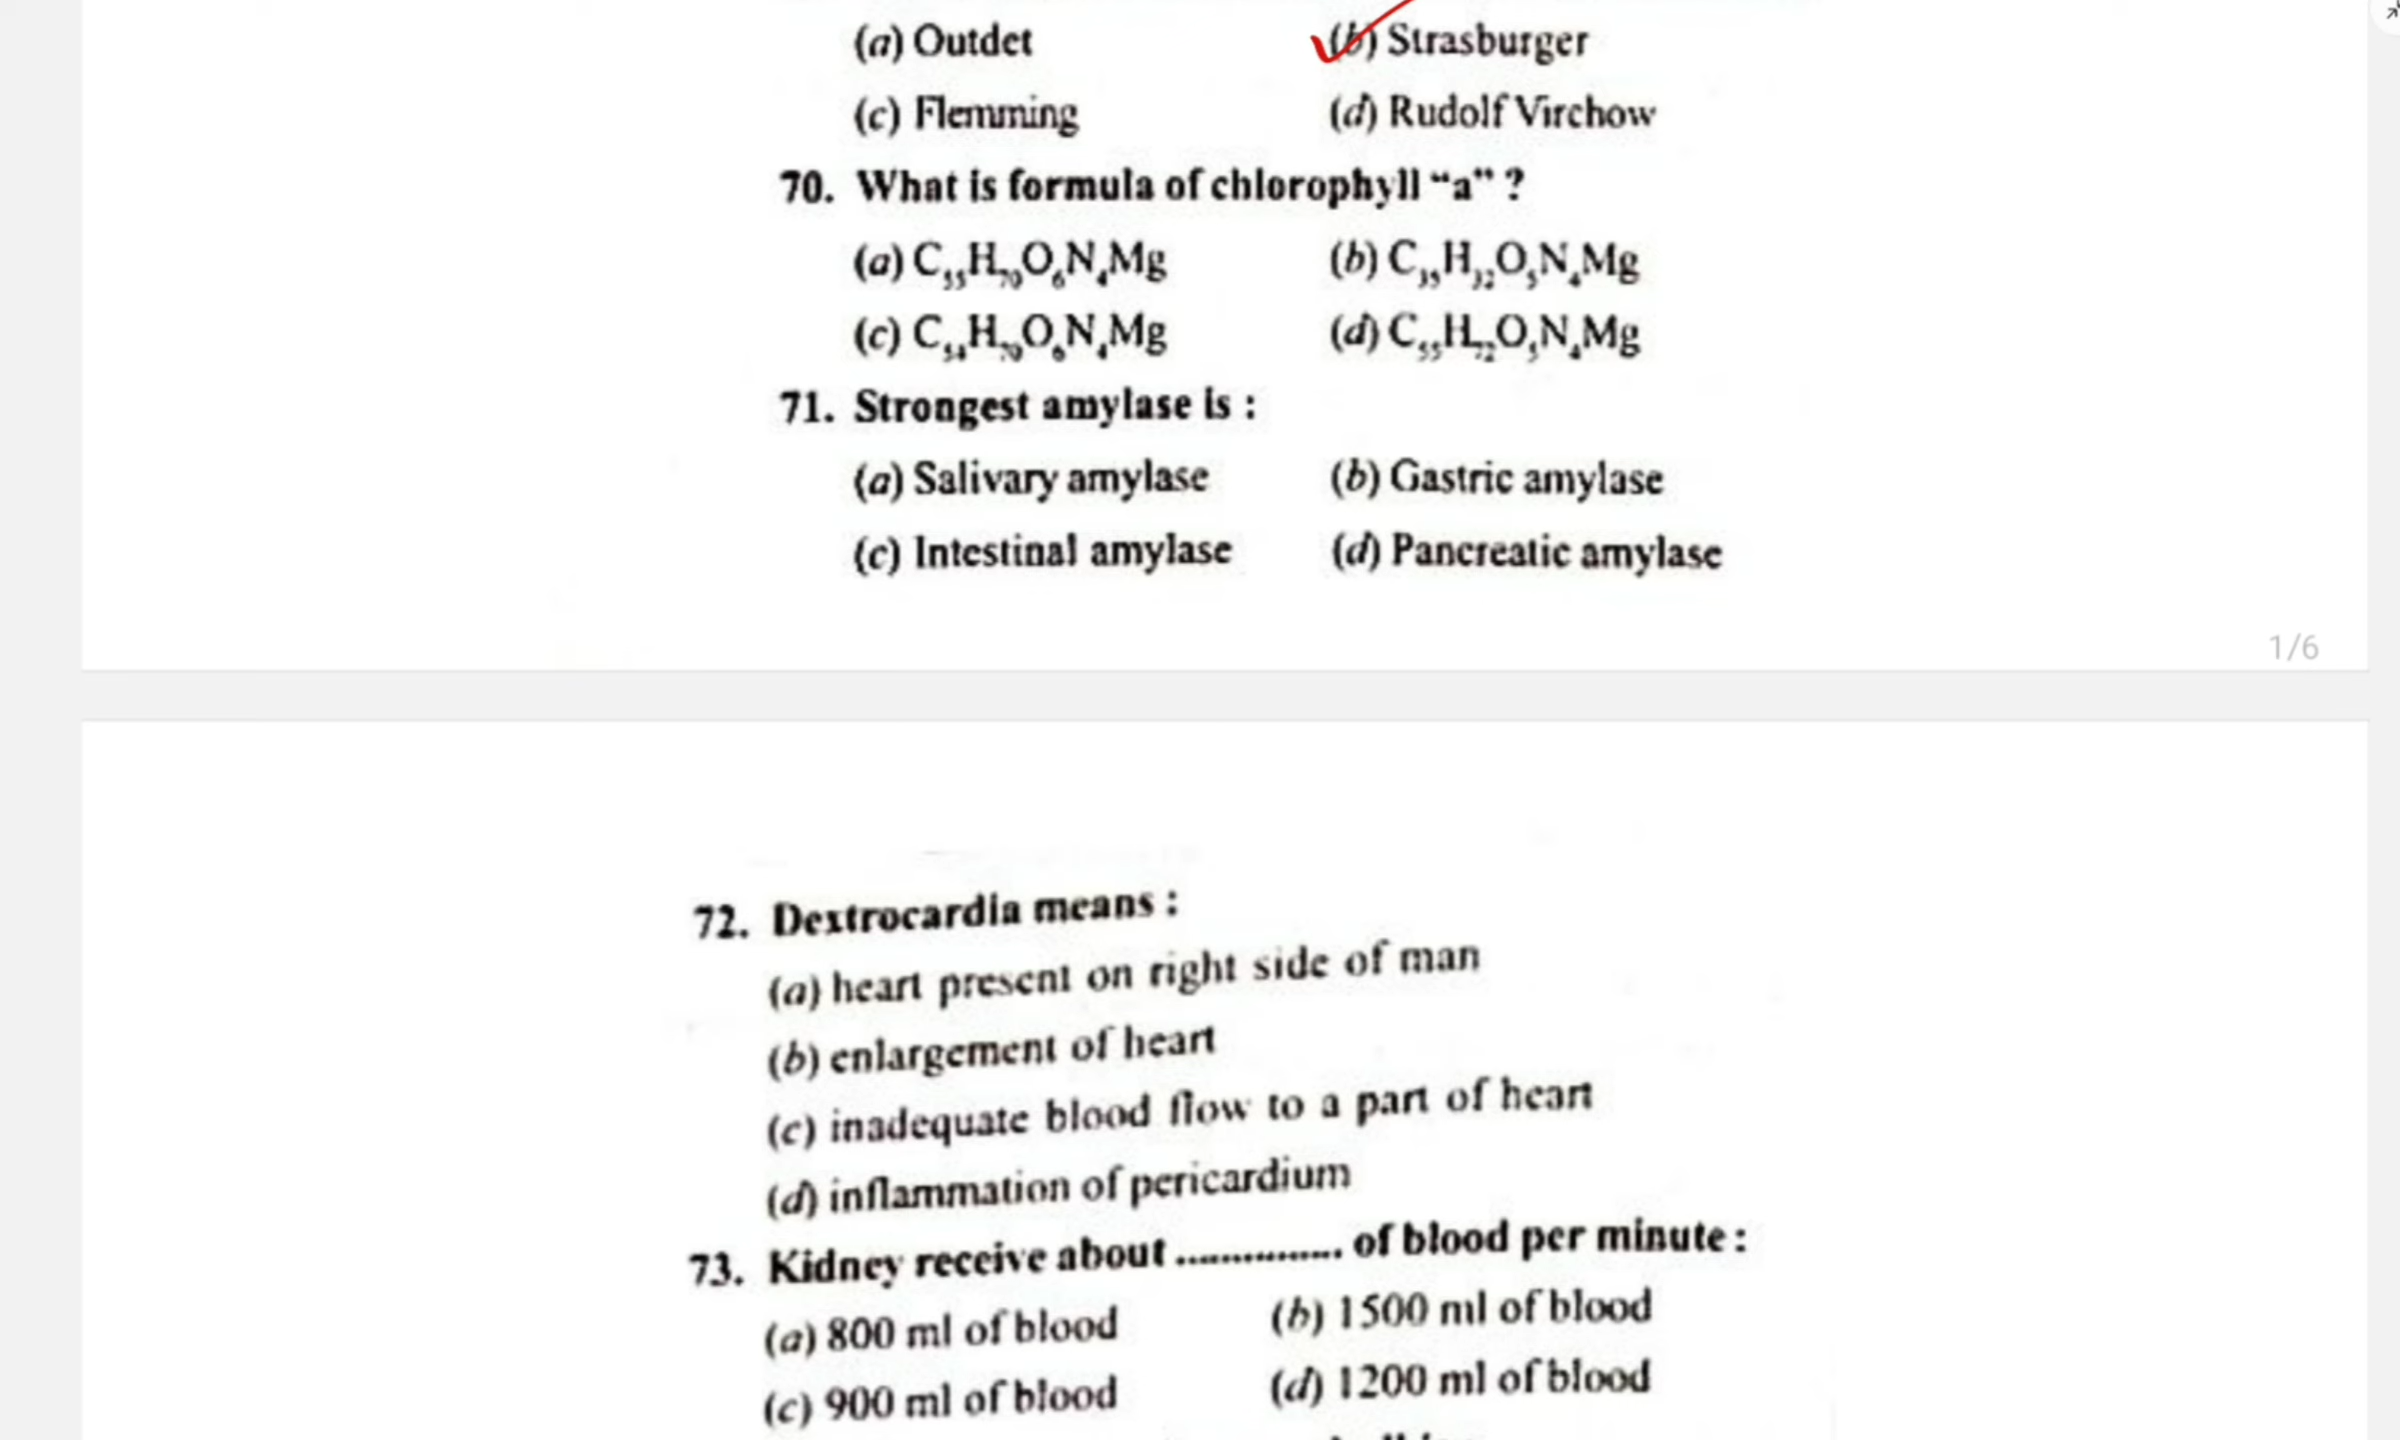 (a) Outdet (b) Strasburger
(c) Flemming (d) Rudolf Virchow
70. What is formula of chlorophyll “a” ?
(a) C₅₅H₇₀O₆N₄Mg (b) C₃₅H₃₂O₅N₄Mg
(c) C₅₄H₇₀O₆N₄Mg (d) C₅₅H₇₂O₅N₄Mg
71. Strongest amylase is :
(a) Salivary amylase (b) Gastric amylase
(c) Intestinal amylase (d) Pancreatic amylase
1/6
72. Dextrocardia means :
(a) heart present on right side of man
(b) enlargement of heart
(c) inadequate blood flow to a part of heart
(d) inflammation of pericardium
73. Kidney receive about .............. of blood per minute :
(a) 800 ml of blood (b) 1500 ml of blood
(c) 900 ml of blood (d) 1200 ml of blood